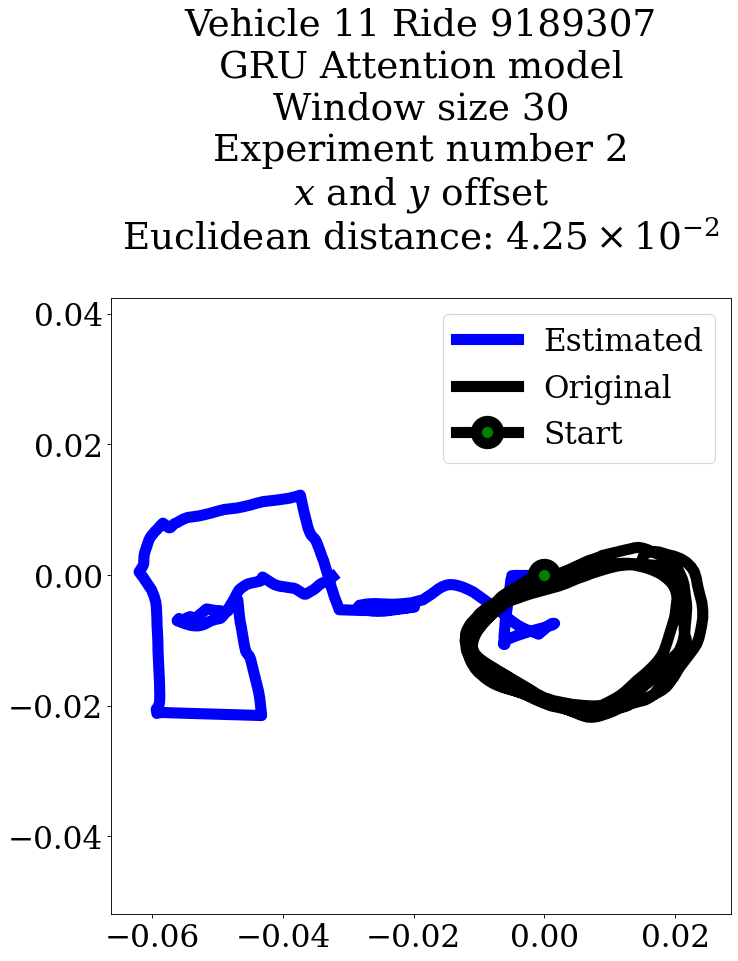 Vehicle 11 Ride 9189307
GRU Attention model
Window size 30
Experiment number 2
x and y offset
Euclidean distance: 4.25 × 10⁻²
Estimated
Original
Start
0.04
0.02
0.00
−0.02
−0.04
−0.06
−0.04
−0.02
0.00
0.02